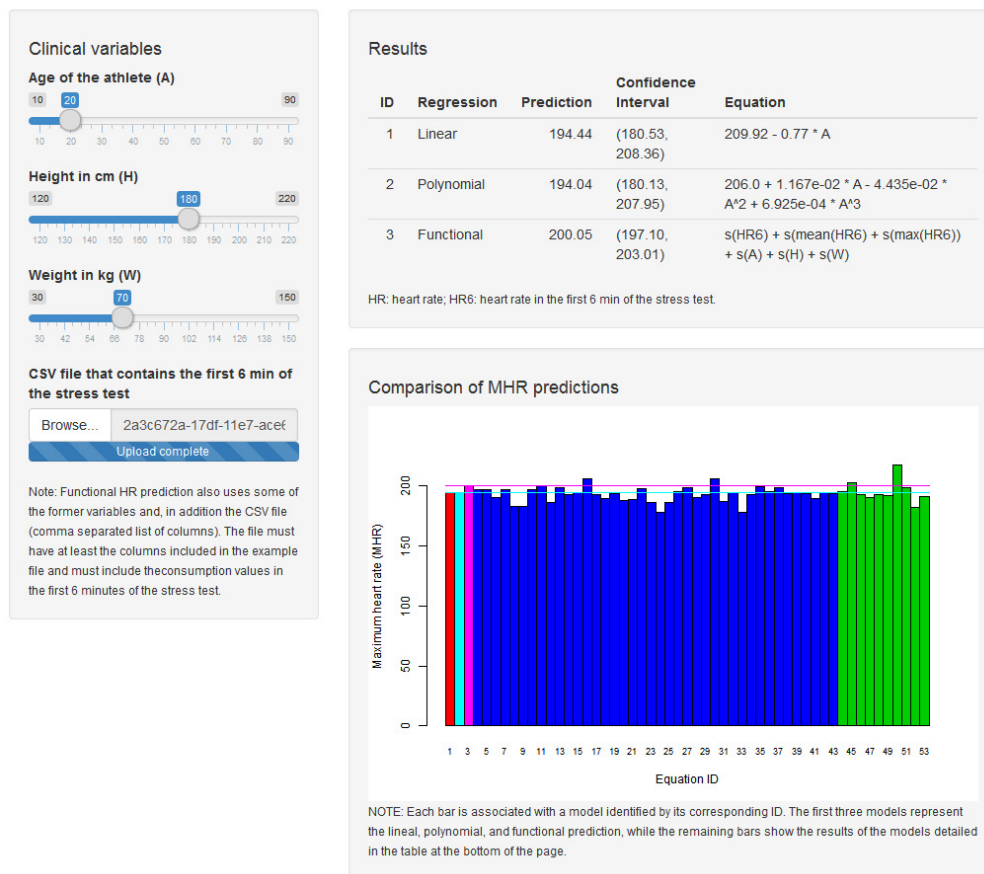 Clinical variables
Age of the athlete (A)
10 20 90
10 20 30 40 50 60 70 80 90
Height in cm (H)
120 180 220
120 130 140 150 160 170 180 190 200 210 220
Weight in kg (W)
30 70 150
30 42 54 66 78 90 102 114 126 138 150
CSV file that contains the first 6 min of
the stress test
Browse... 2a3c672a-17df-11e7-ace6
Upload complete
Note: Functional HR prediction also uses some of
the former variables and, in addition the CSV file
(comma separated list of columns). The file must
have at least the columns included in the example
file and must include theconsumption values in
the first 6 minutes of the stress test.
Results
Confidence
ID Regression Prediction Interval Equation
1 Linear 194.44 (180.53, 209.92 - 0.77 * A
208.36)
2 Polynomial 194.04 (180.13, 206.0 + 1.167e-02 * A - 4.435e-02 *
207.95) A^2 + 6.925e-04 * A^3
3 Functional 200.05 (197.10, s(HR6) + s(mean(HR6) + s(max(HR6))
203.01) + s(A) + s(H) + s(W)
HR: heart rate; HR6: heart rate in the first 6 min of the stress test.
Comparison of MHR predictions
Maximum heart rate (MHR)
200
150
100
50
0
1 3 5 7 9 11 13 15 17 19 21 23 25 27 29 31 33 35 37 39 41 43 45 47 49 51 53
Equation ID
NOTE: Each bar is associated with a model identified by its corresponding ID. The first three models represent
the lineal, polynomial, and functional prediction, while the remaining bars show the results of the models detailed
in the table at the bottom of the page.